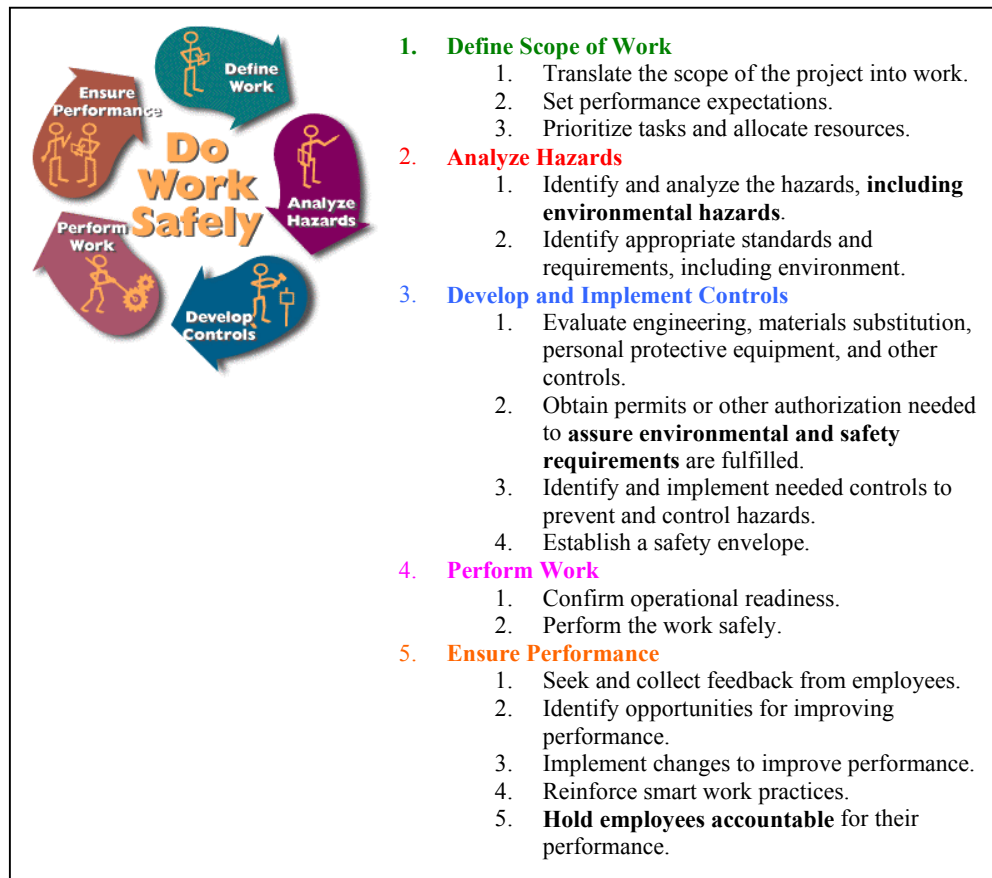 Define
Work
Ensure
Performance
Do
Work
Safely
Analyze
Hazards
Perform
Work
Develop
Controls
1. Define Scope of Work
1. Translate the scope of the project into work.
2. Set performance expectations.
3. Prioritize tasks and allocate resources.
2. Analyze Hazards
1. Identify and analyze the hazards, including
environmental hazards.
2. Identify appropriate standards and
requirements, including environment.
3. Develop and Implement Controls
1. Evaluate engineering, materials substitution,
personal protective equipment, and other
controls.
2. Obtain permits or other authorization needed
to assure environmental and safety
requirements are fulfilled.
3. Identify and implement needed controls to
prevent and control hazards.
4. Establish a safety envelope.
4. Perform Work
1. Confirm operational readiness.
2. Perform the work safely.
5. Ensure Performance
1. Seek and collect feedback from employees.
2. Identify opportunities for improving
performance.
3. Implement changes to improve performance.
4. Reinforce smart work practices.
5. Hold employees accountable for their
performance.